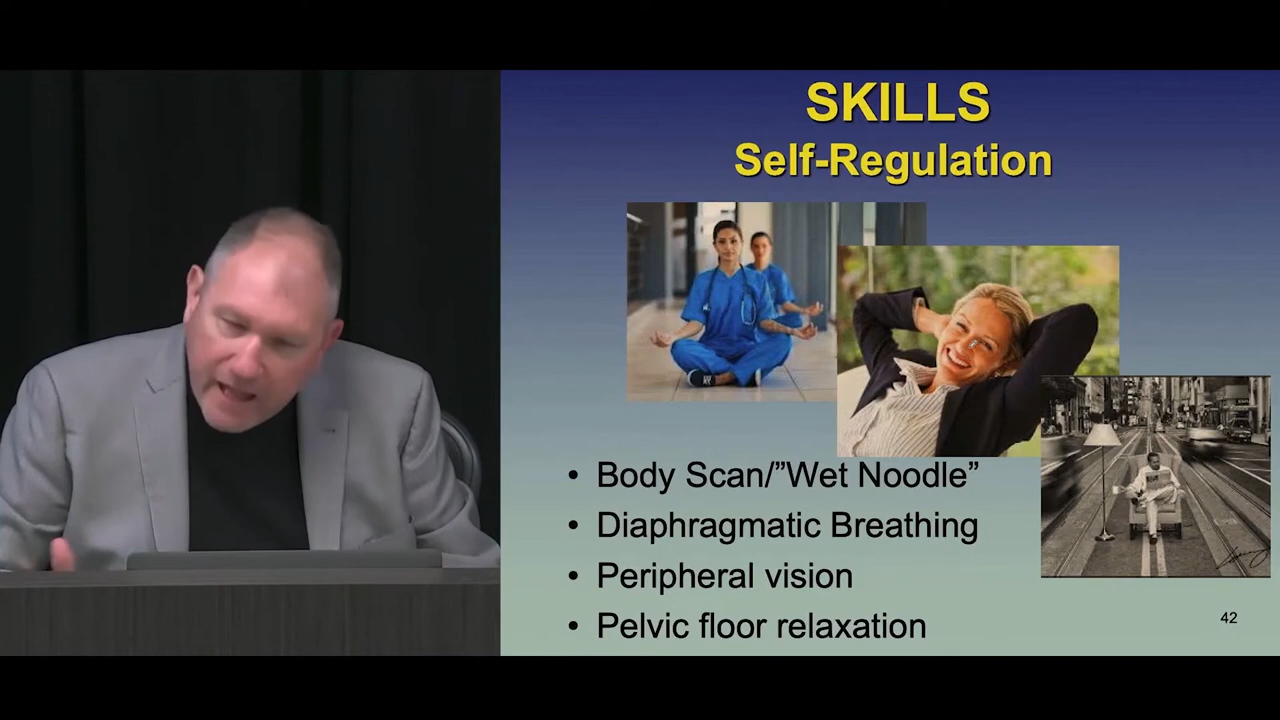 SKILLS
Self-Regulation
• Body Scan/”Wet Noodle”
• Diaphragmatic Breathing
• Peripheral vision
• Pelvic floor relaxation
42